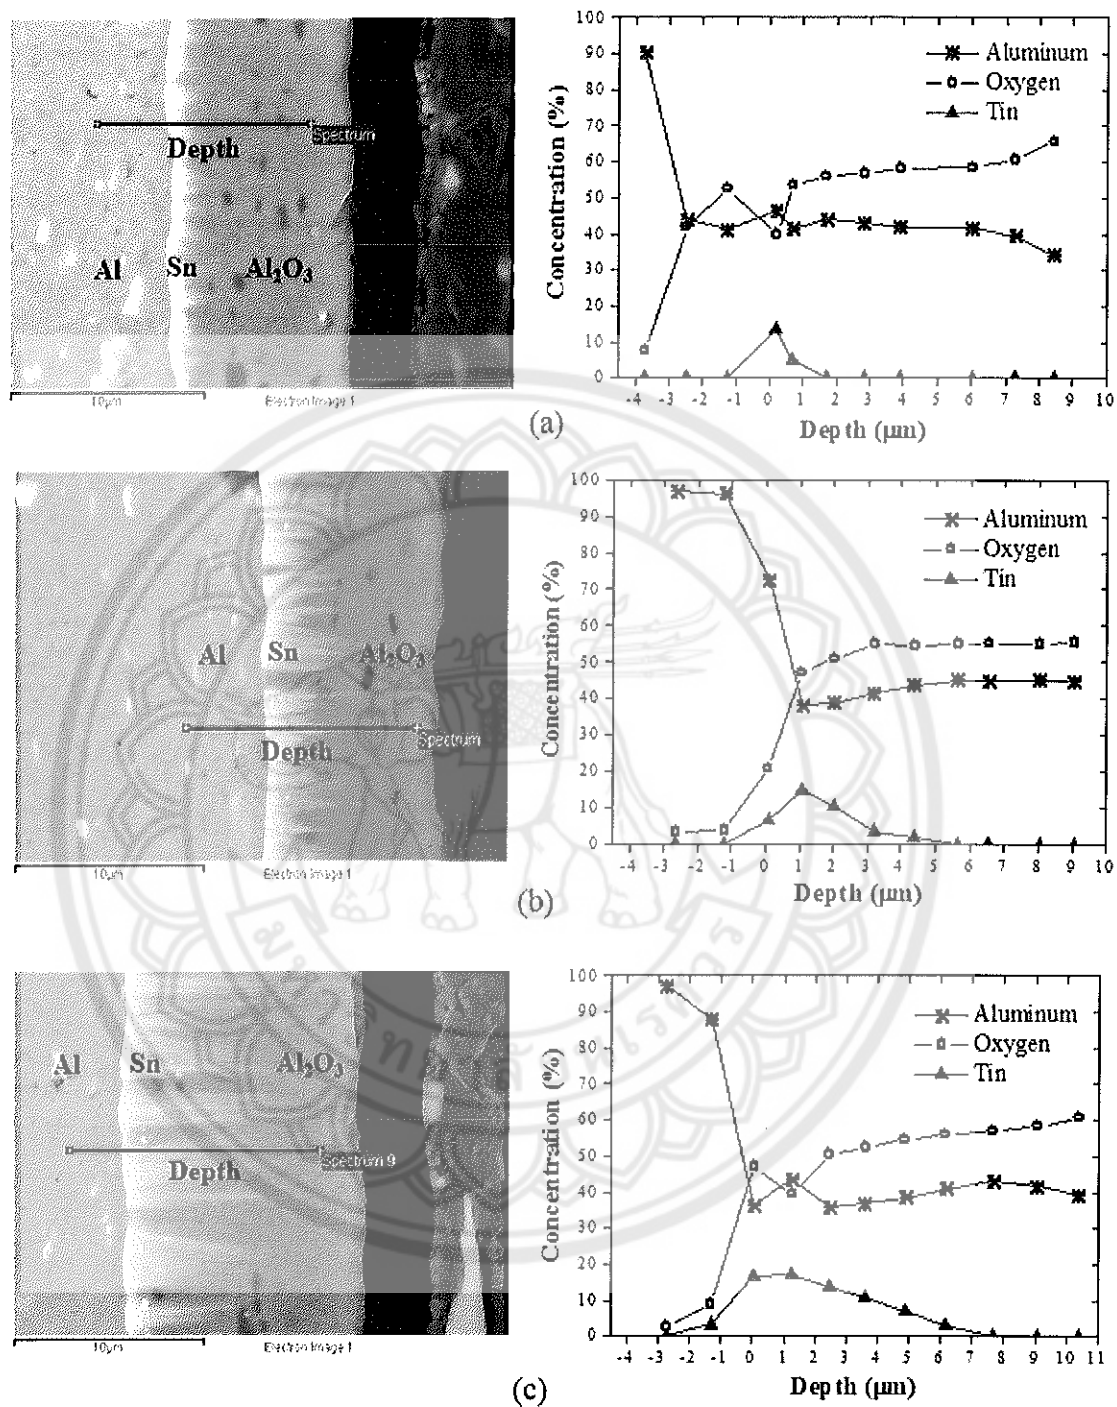 Spectrum
Depth
Al
Sn
Al₂O₃
10μm
Electron Image 1
100
90
80
70
60
50
40
30
20
10
0
Concentration (%)
Aluminum
Oxygen
Tin
-4 -3 -2 -1 0 1 2 3 4 5 6 7 8 9 10
Depth (μm)
(a)
Al
Sn
Al₂O₃
Spectrum
Depth
10μm
Electron Image 1
100
90
80
70
60
50
40
30
20
10
0
Concentration (%)
Aluminum
Oxygen
Tin
-4 -3 -2 -1 0 1 2 3 4 5 6 7 8 9 10
Depth (μm)
(b)
Al
Sn
Al₂O₃
Spectrum 9
Depth
10μm
Electron Image 1
100
90
80
70
60
50
40
30
20
10
0
Concentration (%)
Aluminum
Oxygen
Tin
-4 -3 -2 -1 0 1 2 3 4 5 6 7 8 9 10 11
Depth (μm)
(c)